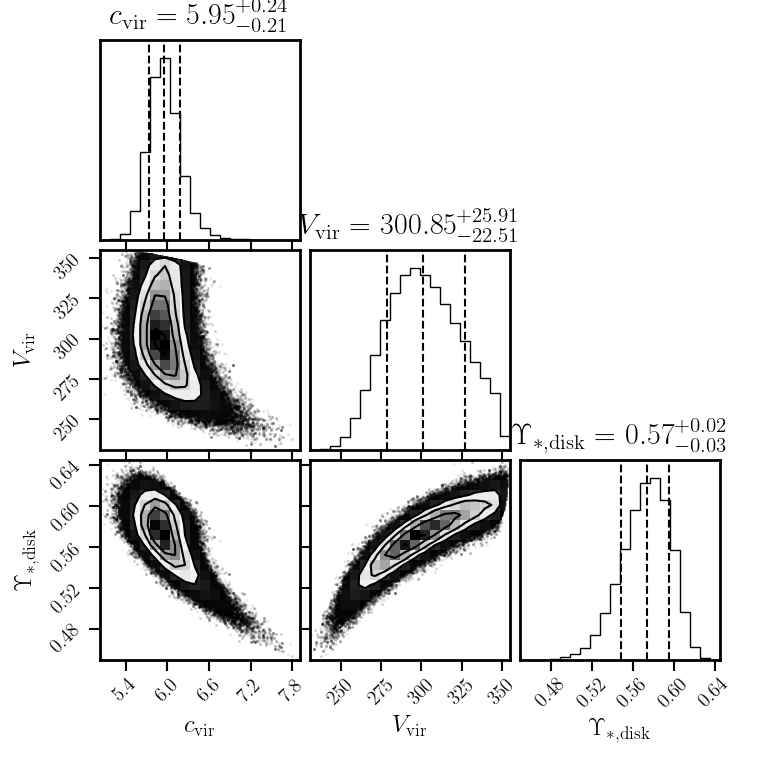 c_vir = 5.95^{+0.24}_{-0.21}
V_vir = 300.85^{+25.91}_{-22.51}
350
325
300
275
250
V_vir
ϒ_{*,disk} = 0.57^{+0.02}_{-0.03}
0.64
0.60
0.56
0.52
0.48
ϒ_{*,disk}
5.4 6.0 6.6 7.2 7.8
c_vir
250 275 300 325 350
V_vir
0.48 0.52 0.56 0.60 0.64
ϒ_{*,disk}